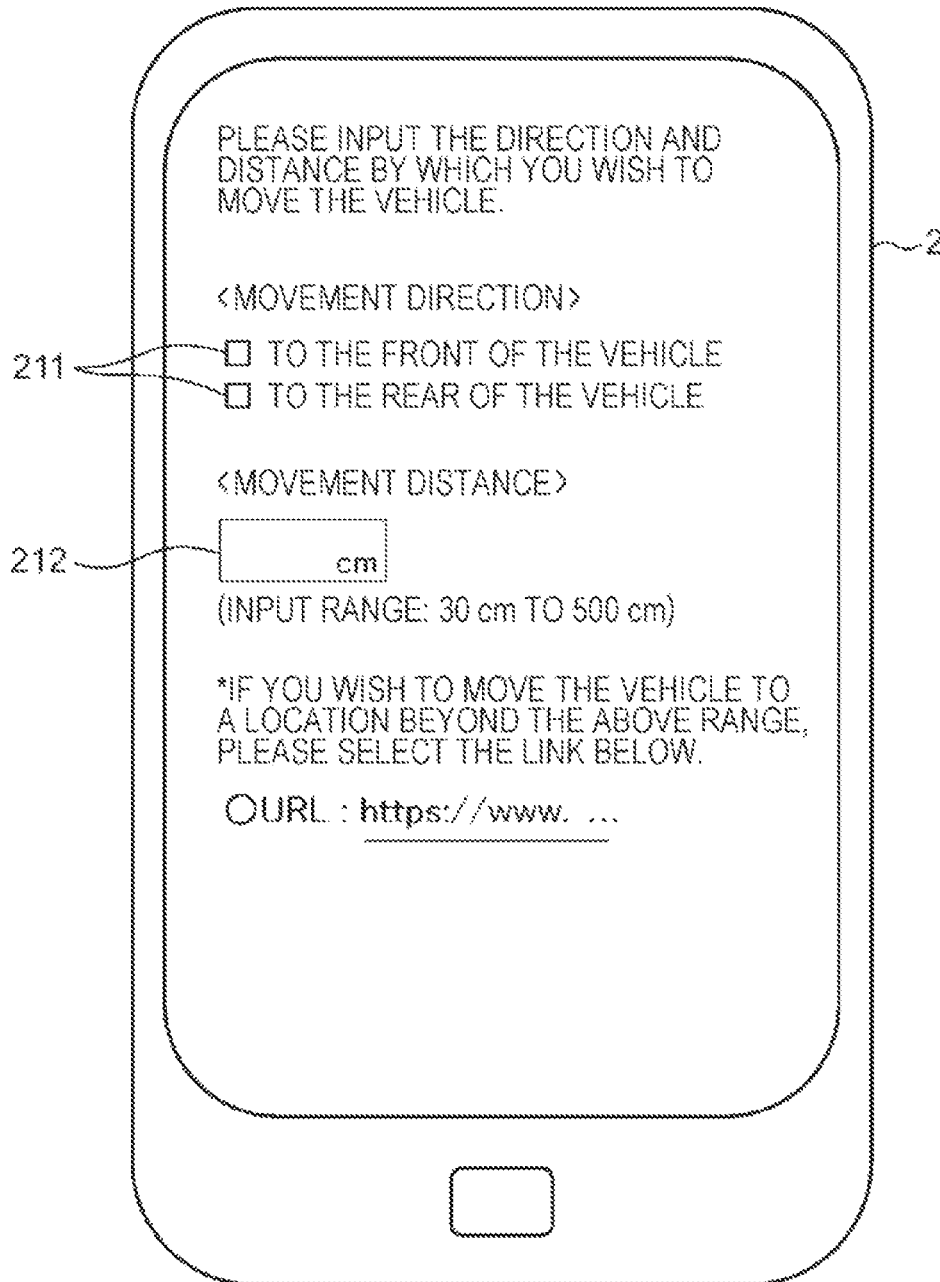 PLEASE INPUT THE DIRECTION AND
DISTANCE BY WHICH YOU WISH TO
MOVE THE VEHICLE.
2
<MOVEMENT DIRECTION>
211
□ TO THE FRONT OF THE VEHICLE
□ TO THE REAR OF THE VEHICLE
<MOVEMENT DISTANCE>
212
cm
(INPUT RANGE: 30 cm TO 500 cm)
*IF YOU WISH TO MOVE THE VEHICLE TO
A LOCATION BEYOND THE ABOVE RANGE,
PLEASE SELECT THE LINK BELOW.
○URL : https://www. ...